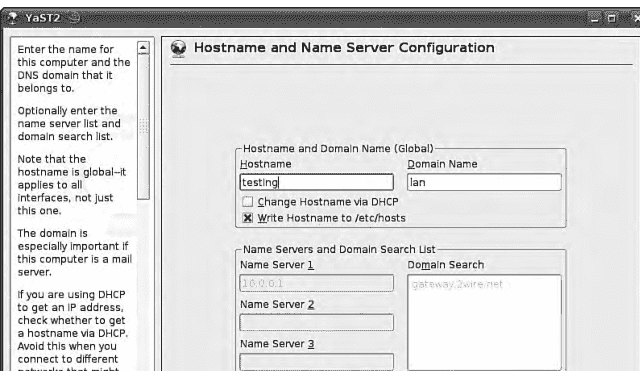 YaST2
Enter the name for
this computer and the
DNS domain that it
belongs to.
Optionally enter the
name server list and
domain search list.
Note that the
hostname is global--it
applies to all
interfaces, not just
this one.
The domain is
especially important if
this computer is a mail
server.
If you are using DHCP
to get an IP address,
check whether to get
a hostname via DHCP.
Avoid this when you
connect to different
networks that might
Hostname and Name Server Configuration
Hostname and Domain Name (Global)
Hostname
Domain Name
testing
lan
Change Hostname via DHCP
Write Hostname to /etc/hosts
Name Servers and Domain Search List
Name Server 1
Domain Search
10.0.0.1
gateway.2wire.net
Name Server 2
Name Server 3